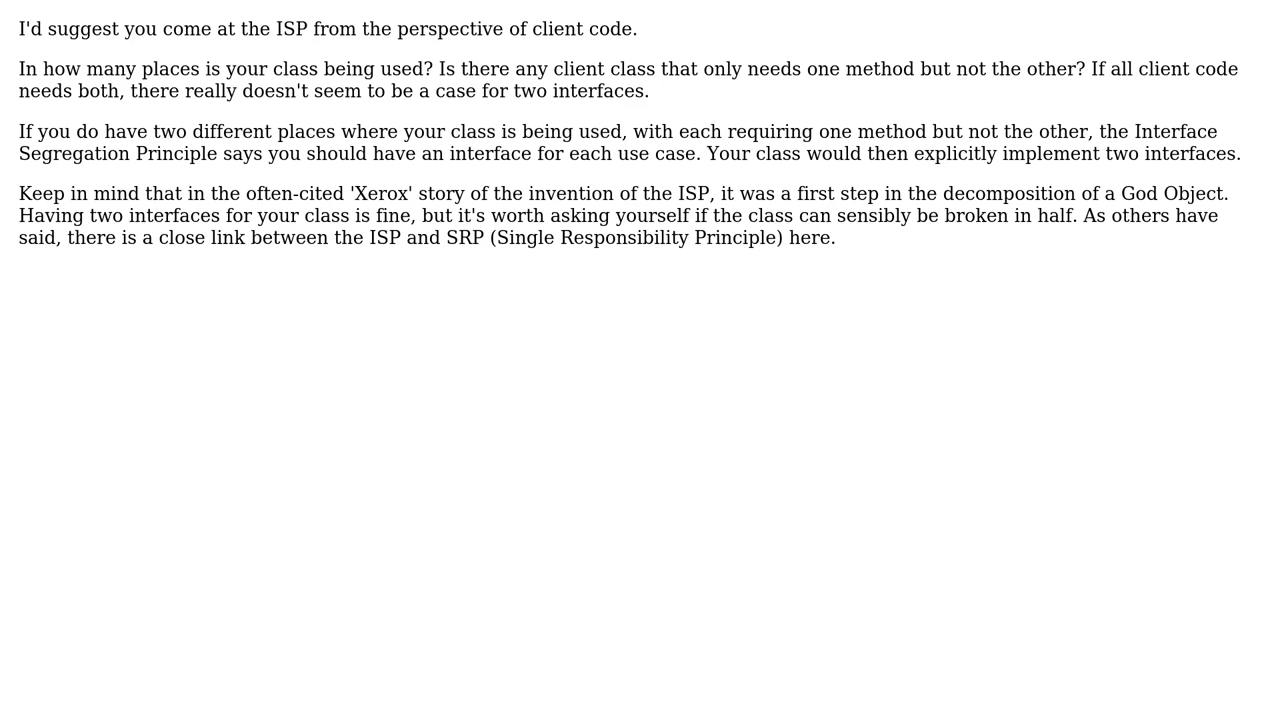 I'd suggest you come at the ISP from the perspective of client code.
In how many places is your class being used? Is there any client class that only needs one method but not the other? If all client code
needs both, there really doesn't seem to be a case for two interfaces.
If you do have two different places where your class is being used, with each requiring one method but not the other, the Interface
Segregation Principle says you should have an interface for each use case. Your class would then explicitly implement two interfaces.
Keep in mind that in the often-cited 'Xerox' story of the invention of the ISP, it was a first step in the decomposition of a God Object.
Having two interfaces for your class is fine, but it's worth asking yourself if the class can sensibly be broken in half. As others have
said, there is a close link between the ISP and SRP (Single Responsibility Principle) here.